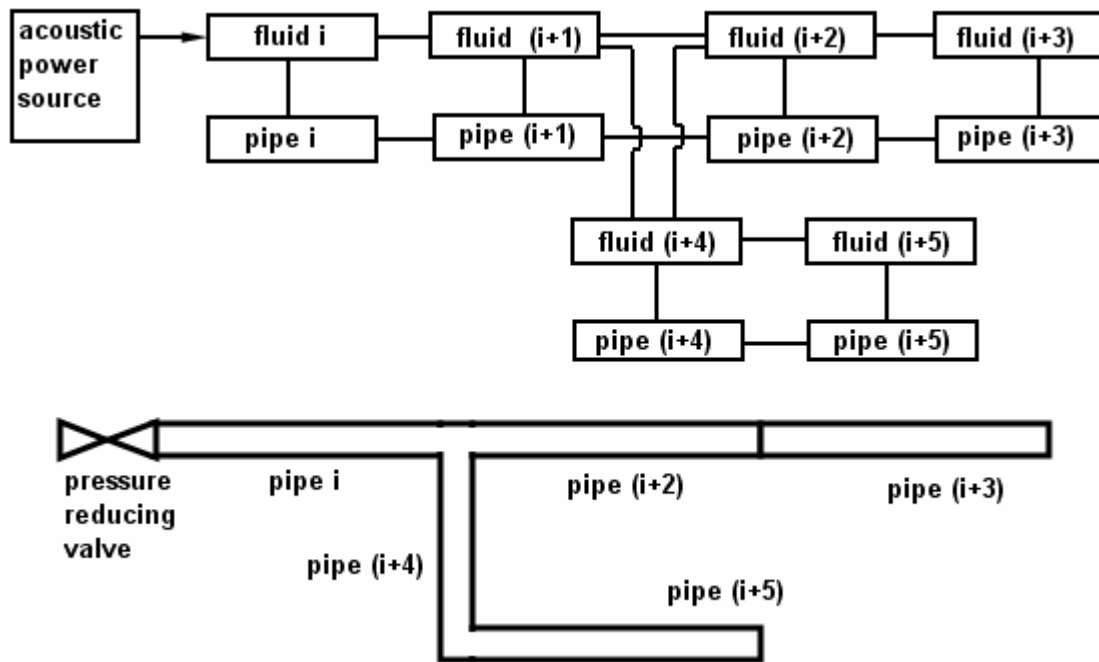 acoustic
power
source
fluid i
fluid (i+1)
fluid (i+2)
fluid (i+3)
pipe i
pipe (i+1)
pipe (i+2)
pipe (i+3)
fluid (i+4)
fluid (i+5)
pipe (i+4)
pipe (i+5)
pressure
reducing
valve
pipe i
pipe (i+2)
pipe (i+3)
pipe (i+4)
pipe (i+5)